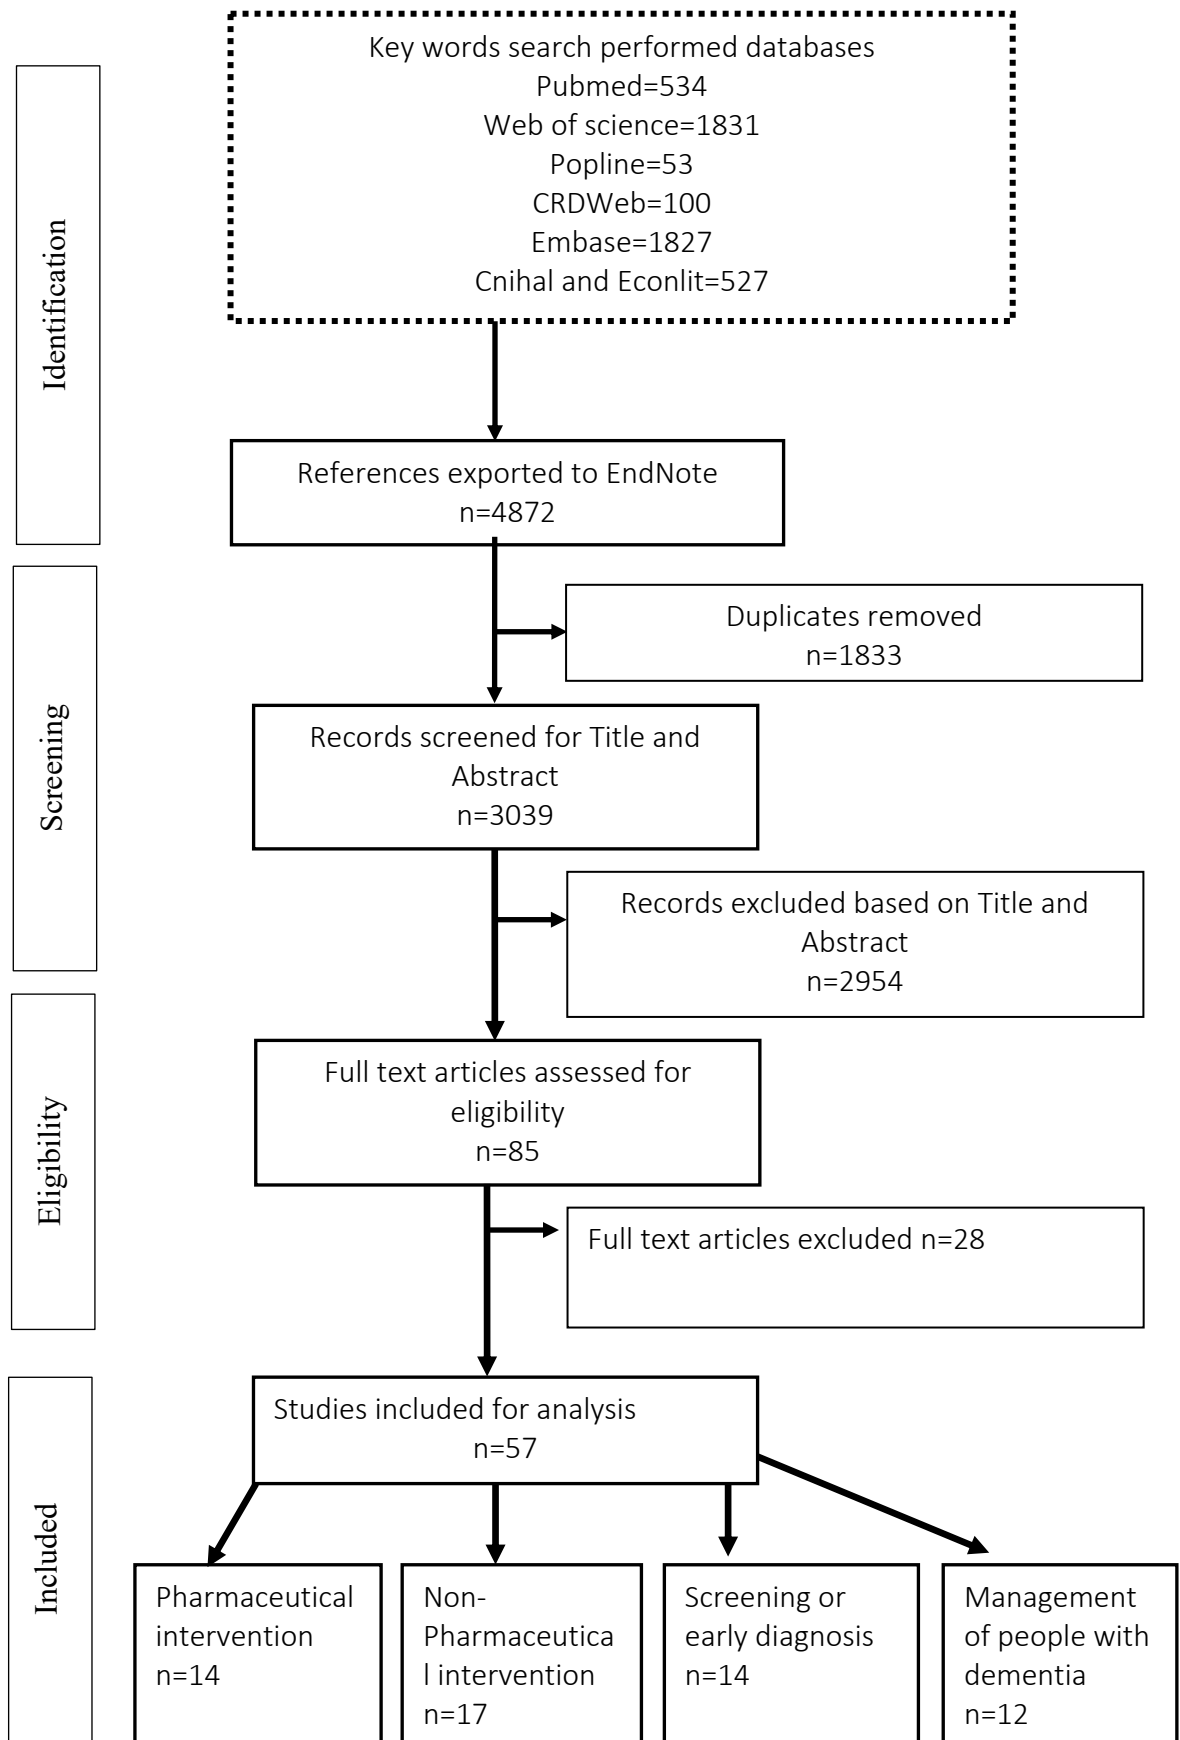 Key words search performed databases
Pubmed=534
Web of science=1831
Popline=53
CRDWeb=100
Embase=1827
Cnihal and Econlit=527
Identification
References exported to EndNote
n=4872
Duplicates removed
n=1833
Screening
Records screened for Title and
Abstract
n=3039
Records excluded based on Title and
Abstract
n=2954
Eligibility
Full text articles assessed for
eligibility
n=85
Full text articles excluded n=28
Included
Studies included for analysis
n=57
Pharmaceutical
intervention
n=14
Non-
Pharmaceutica
l intervention
n=17
Screening or
early diagnosis
n=14
Management
of people with
dementia
n=12